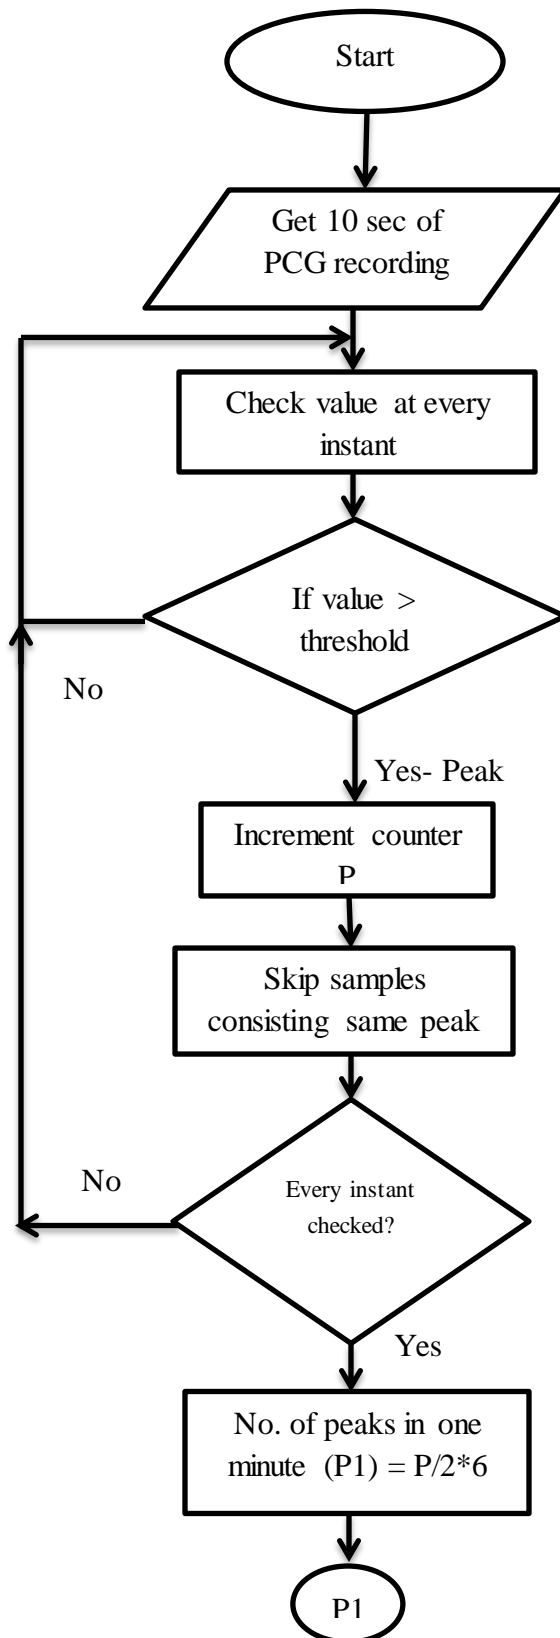 Start
Get 10 sec of
PCG recording
Check value at every
instant
If value >
threshold
No
Yes- Peak
Increment counter
P
Skip samples
consisting same peak
No
Every instant
checked?
Yes
No. of peaks in one
minute (P1) = P/2*6
P1